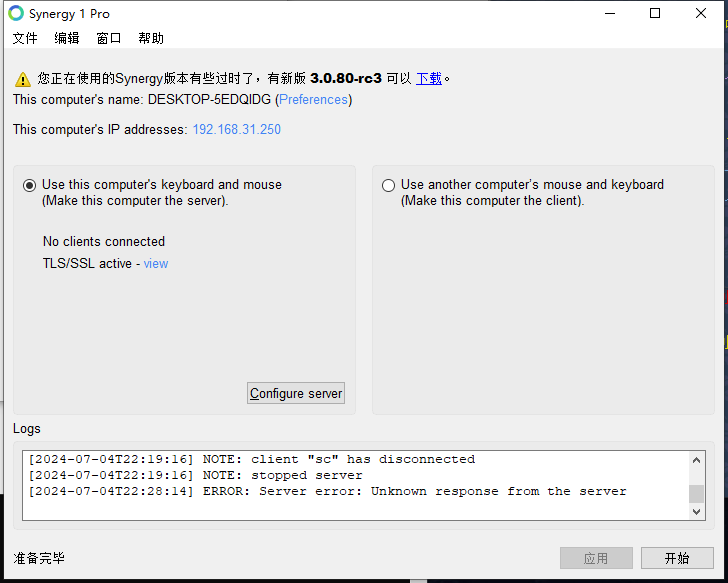 Synergy 1 Pro
文件 编辑 窗口 帮助
您正在使用的Synergy版本有些过时了，有新版 3.0.80-rc3 可以 下载。
This computer's name: DESKTOP-5EDQIDG (Preferences)
This computer's IP addresses: 192.168.31.250
Use this computer's keyboard and mouse
(Make this computer the server).
No clients connected
TLS/SSL active - view
Configure server
Use another computer's mouse and keyboard
(Make this computer the client).
Logs
[2024-07-04T22:19:16] NOTE: client "sc" has disconnected
[2024-07-04T22:19:16] NOTE: stopped server
[2024-07-04T22:28:14] ERROR: Server error: Unknown response from the server
准备完毕
应用 开始